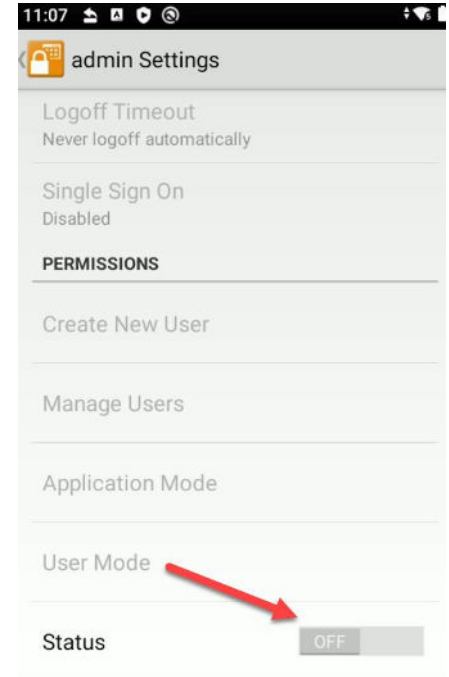 11:07
admin Settings
Logoff Timeout
Never logoff automatically
Single Sign On
Disabled
PERMISSIONS
Create New User
Manage Users
Application Mode
User Mode
Status
OFF